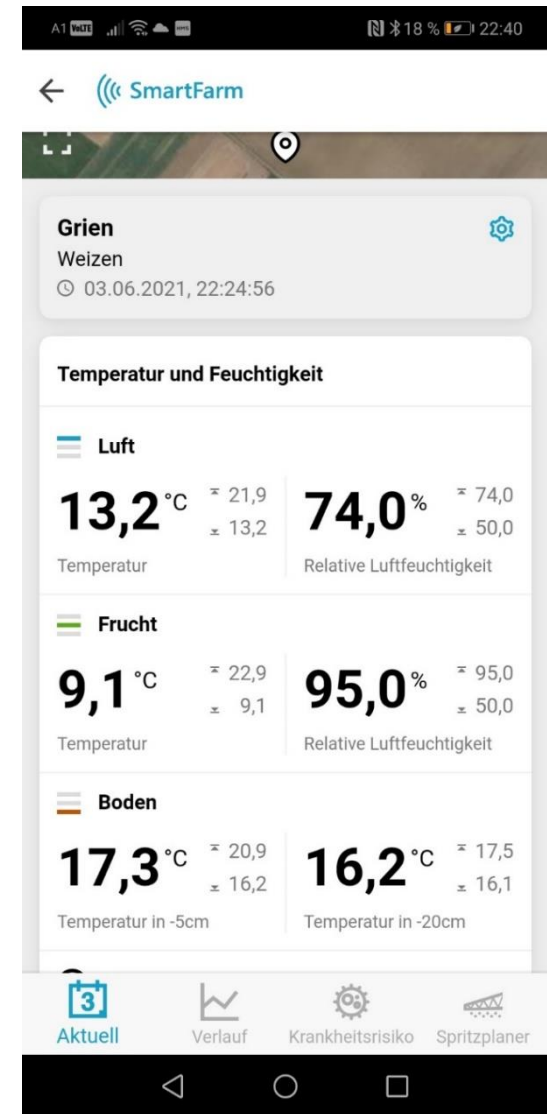 A1 VoLTE 18 % 22:40
SmartFarm
Grien
Weizen
03.06.2021, 22:24:56
Temperatur und Feuchtigkeit
Luft
13,2 °C 21,9 74,0 % 74,0
13,2 50,0
Temperatur Relative Luftfeuchtigkeit
Frucht
9,1 °C 22,9 95,0 % 95,0
9,1 50,0
Temperatur Relative Luftfeuchtigkeit
Boden
17,3 °C 20,9 16,2 °C 17,5
16,2 16,1
Temperatur in -5cm Temperatur in -20cm
3
Aktuell Verlauf Krankheitsrisiko Spritzplaner